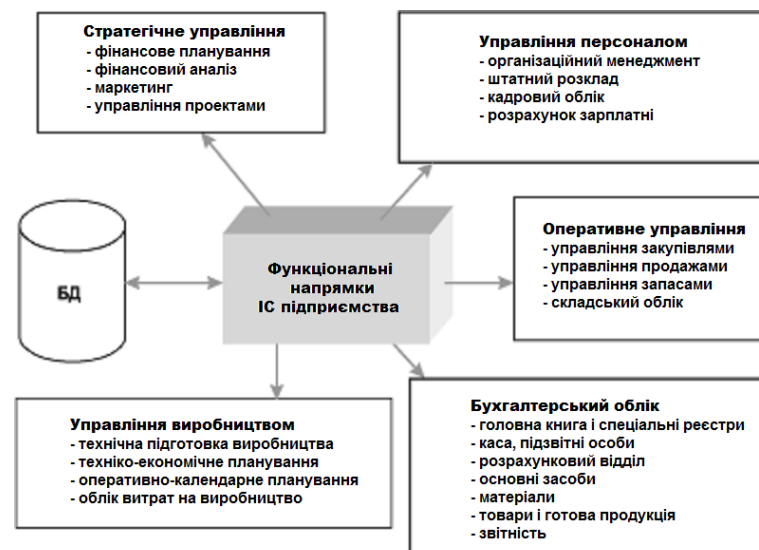 Стратегічне управління
- фінансове планування
- фінансовий аналіз
- маркетинг
- управління проектами
Управління персоналом
- організаційний менеджмент
- штатний розклад
- кадровий облік
- розрахунок зарплатні
БД
Функціональні
напрямки
ІС підприємства
Оперативне управління
- управління закупівлями
- управління продажами
- управління запасами
- складський облік
Управління виробництвом
- технічна підготовка виробництва
- техніко-економічне планування
- оперативно-календарне планування
- облік витрат на виробництво
Бухгалтерський облік
- головна книга і спеціальні реєстри
- каса, підзвітні особи
- розрахунковий відділ
- основні засоби
- матеріали
- товари і готова продукція
- звітність